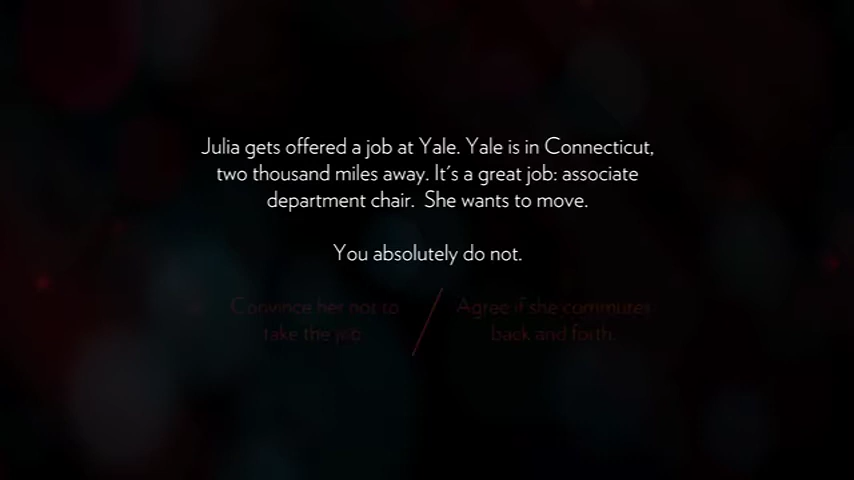 Julia gets offered a job at Yale. Yale is in Connecticut,
two thousand miles away. It's a great job: associate
department chair.  She wants to move.
You absolutely do not.
Convince her not to
take the job
Agree if she commutes
back and forth.